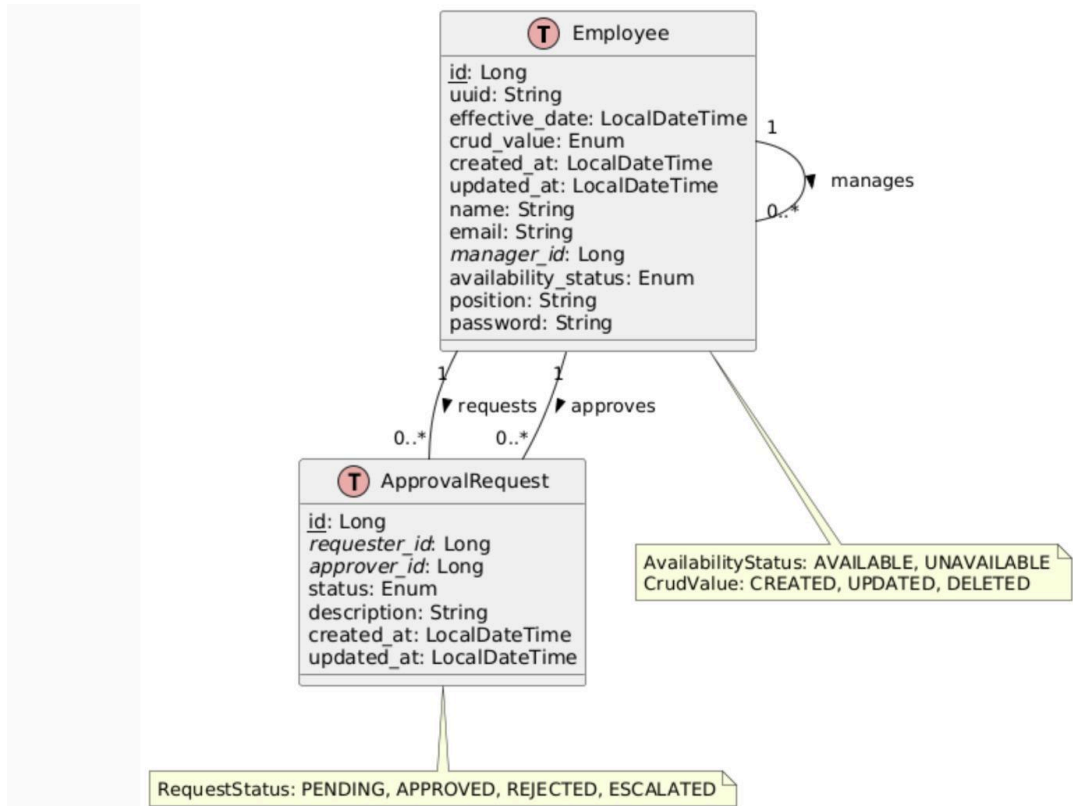 T Employee
id: Long
uuid: String
effective_date: LocalDateTime
crud_value: Enum
created_at: LocalDateTime
updated_at: LocalDateTime
name: String
email: String
manager_id: Long
availability_status: Enum
position: String
password: String
1
manages
0..*
1
1
requests
approves
0..*
0..*
T ApprovalRequest
id: Long
requester_id: Long
approver_id: Long
status: Enum
description: String
created_at: LocalDateTime
updated_at: LocalDateTime
AvailabilityStatus: AVAILABLE, UNAVAILABLE
CrudValue: CREATED, UPDATED, DELETED
RequestStatus: PENDING, APPROVED, REJECTED, ESCALATED